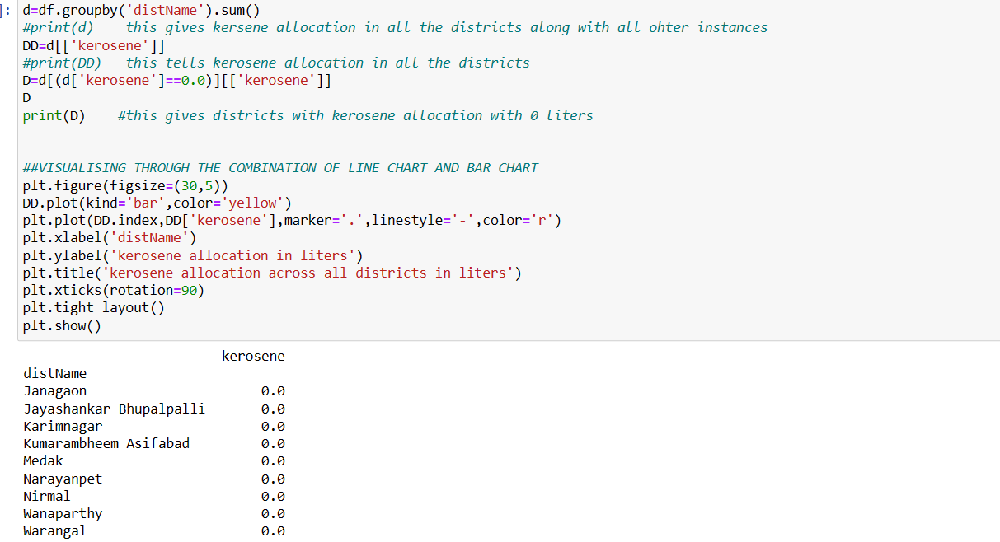 ]: d=df.groupby('distName').sum()
#print(d)    this gives kersene allocation in all the districts along with all ohter instances
DD=d[['kerosene']]
#print(DD)   this tells kerosene allocation in all the districts
D=d[(d['kerosene']==0.0)][['kerosene']]
D
print(D)    #this gives districts with kerosene allocation with 0 liters
##VISUALISING THROUGH THE COMBINATION OF LINE CHART AND BAR CHART
plt.figure(figsize=(30,5))
DD.plot(kind='bar',color='yellow')
plt.plot(DD.index,DD['kerosene'],marker='.',linestyle='-',color='r')
plt.xlabel('distName')
plt.ylabel('kerosene allocation in liters')
plt.title('kerosene allocation across all districts in liters')
plt.xticks(rotation=90)
plt.tight_layout()
plt.show()
kerosene
distName
Janagaon 0.0
Jayashankar Bhupalpalli 0.0
Karimnagar 0.0
Kumarambheem Asifabad 0.0
Medak 0.0
Narayanpet 0.0
Nirmal 0.0
Wanaparthy 0.0
Warangal 0.0